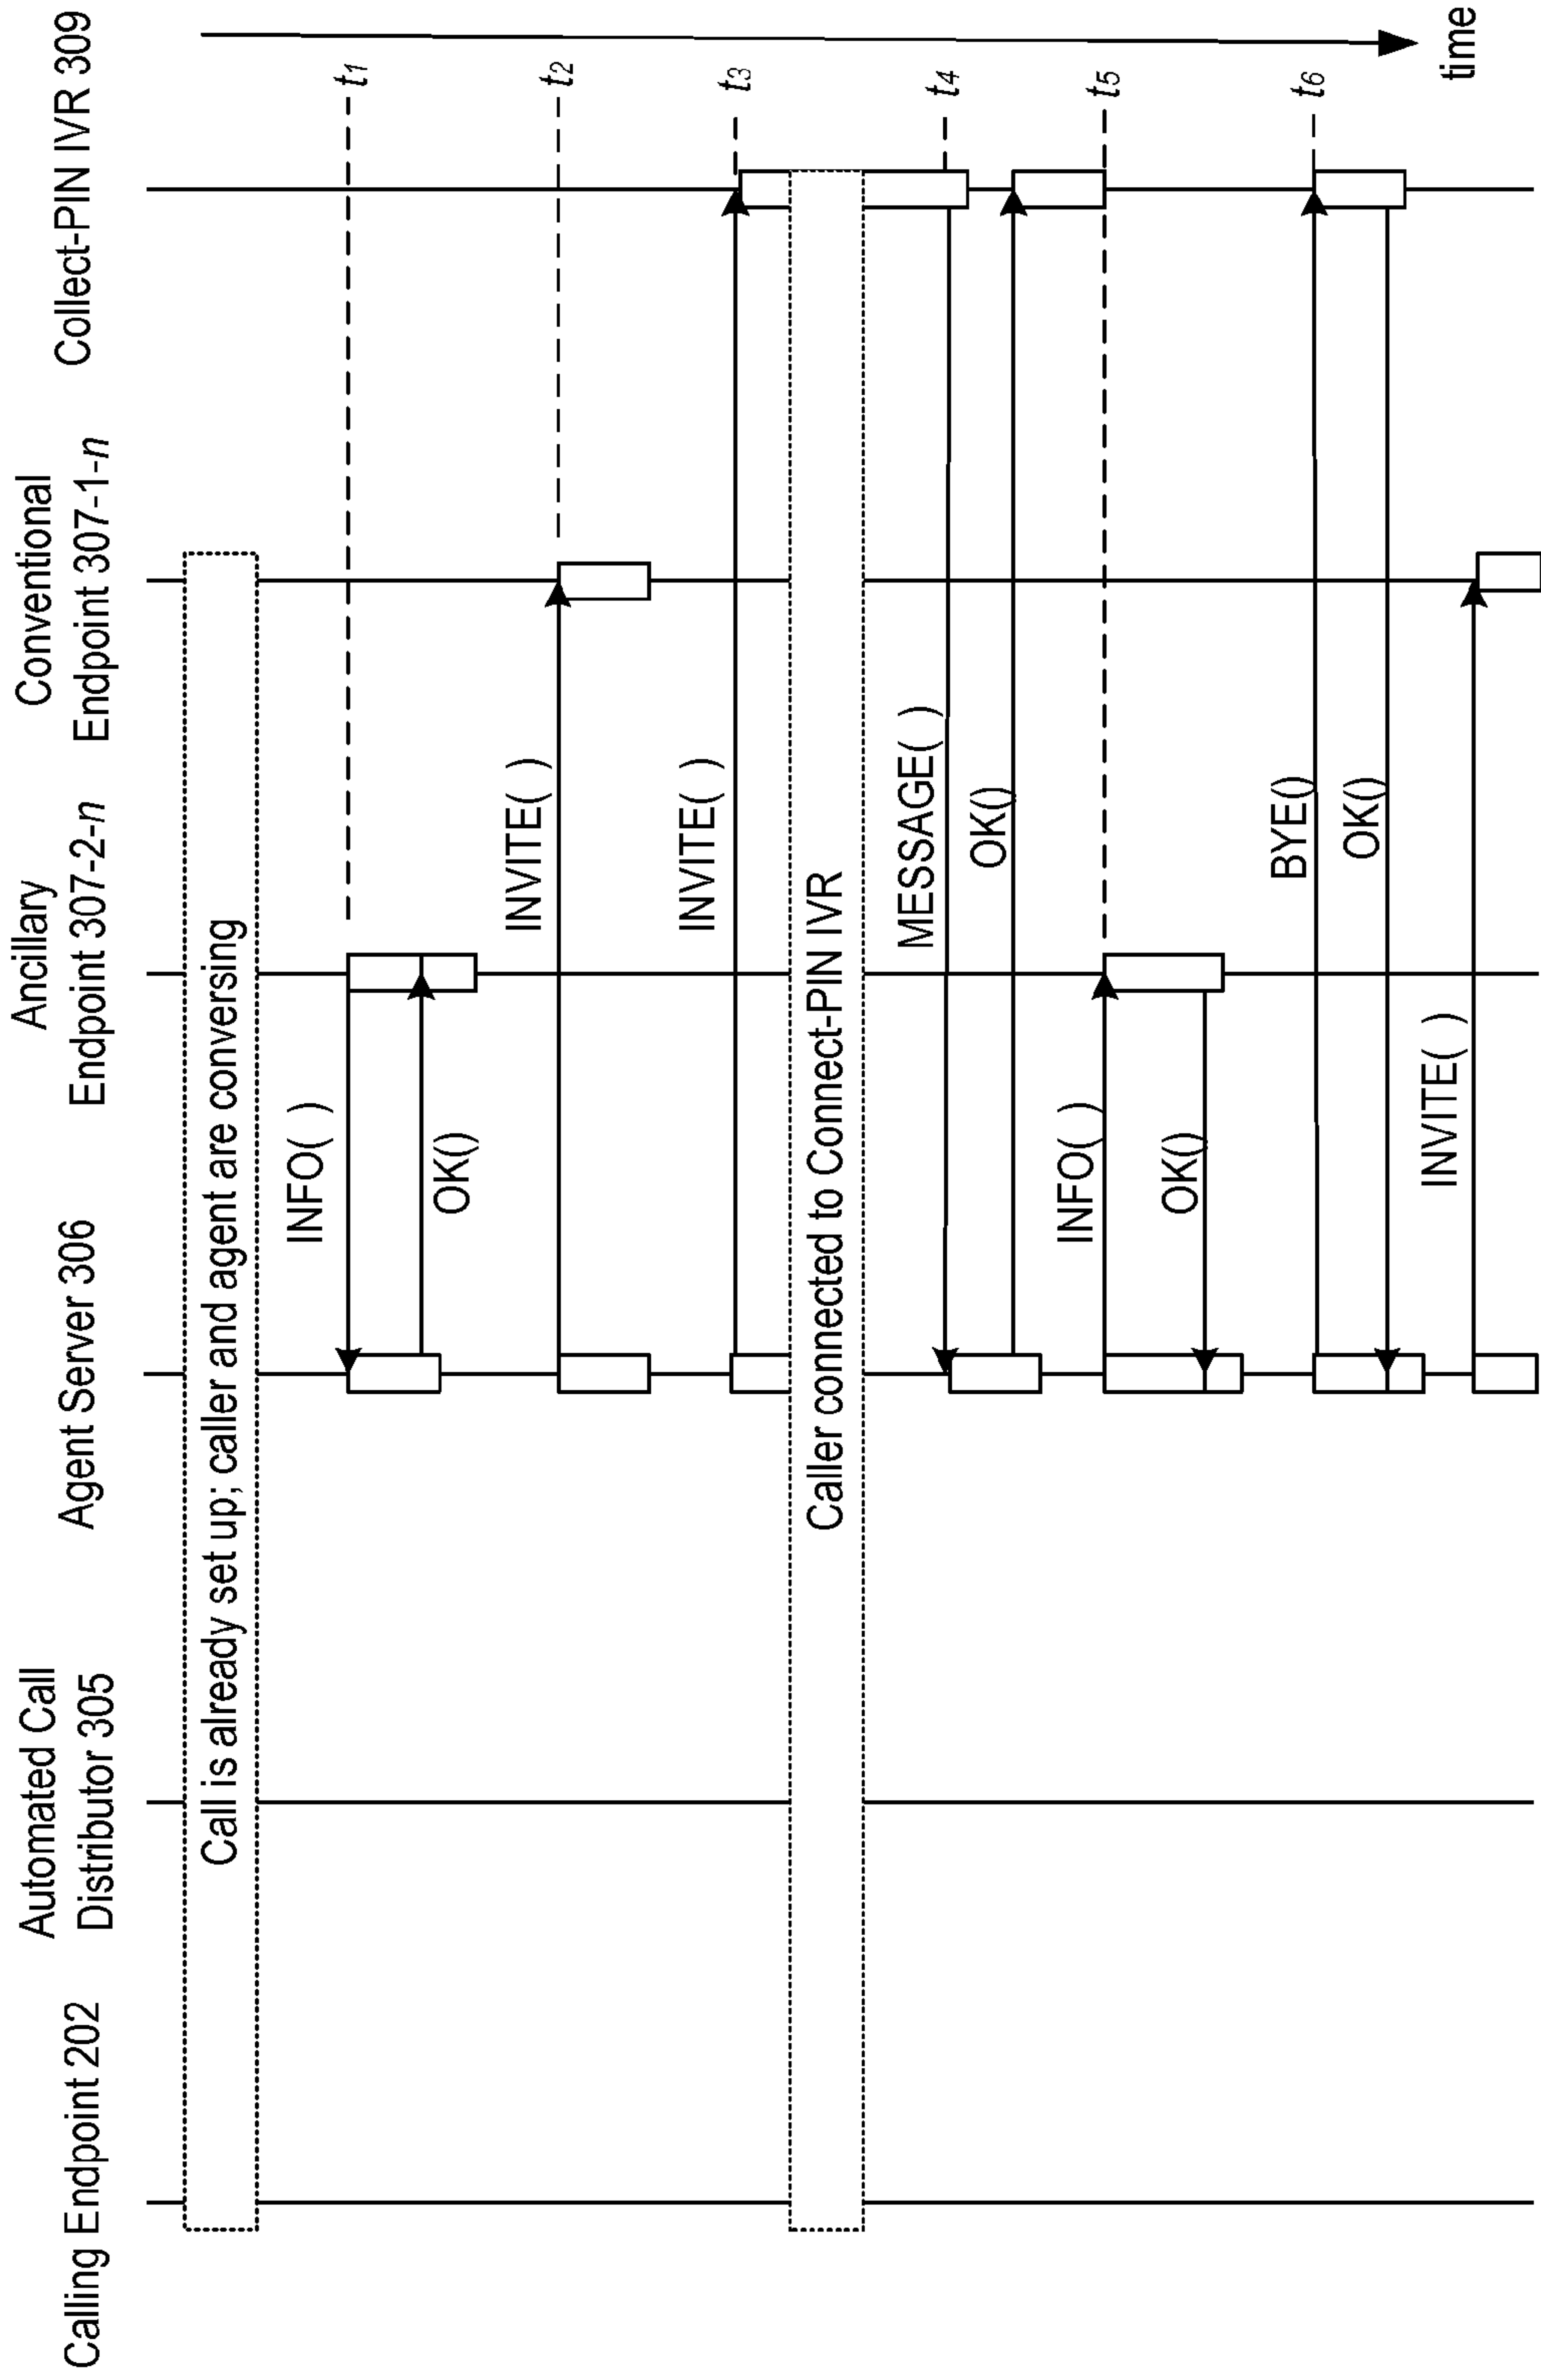 Calling Endpoint 202
Automated Call
Distributor 305
Agent Server 306
Ancillary
Endpoint 307-2-n
Conventional
Endpoint 307-1-n
Collect-PIN IVR 309
Call is already set up; caller and agent are conversing
INFO( )
t1
OK()
INVITE( )
t2
INVITE( )
t3
Caller connected to Connect-PIN IVR
MESSAGE( )
t4
OK()
INFO( )
t5
OK()
BYE()
t6
OK()
INVITE( )
time